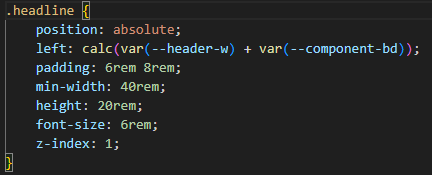 .headline {
position: absolute;
left: calc(var(--header-w) + var(--component-bd));
padding: 6rem 8rem;
min-width: 40rem;
height: 20rem;
font-size: 6rem;
z-index: 1;
}